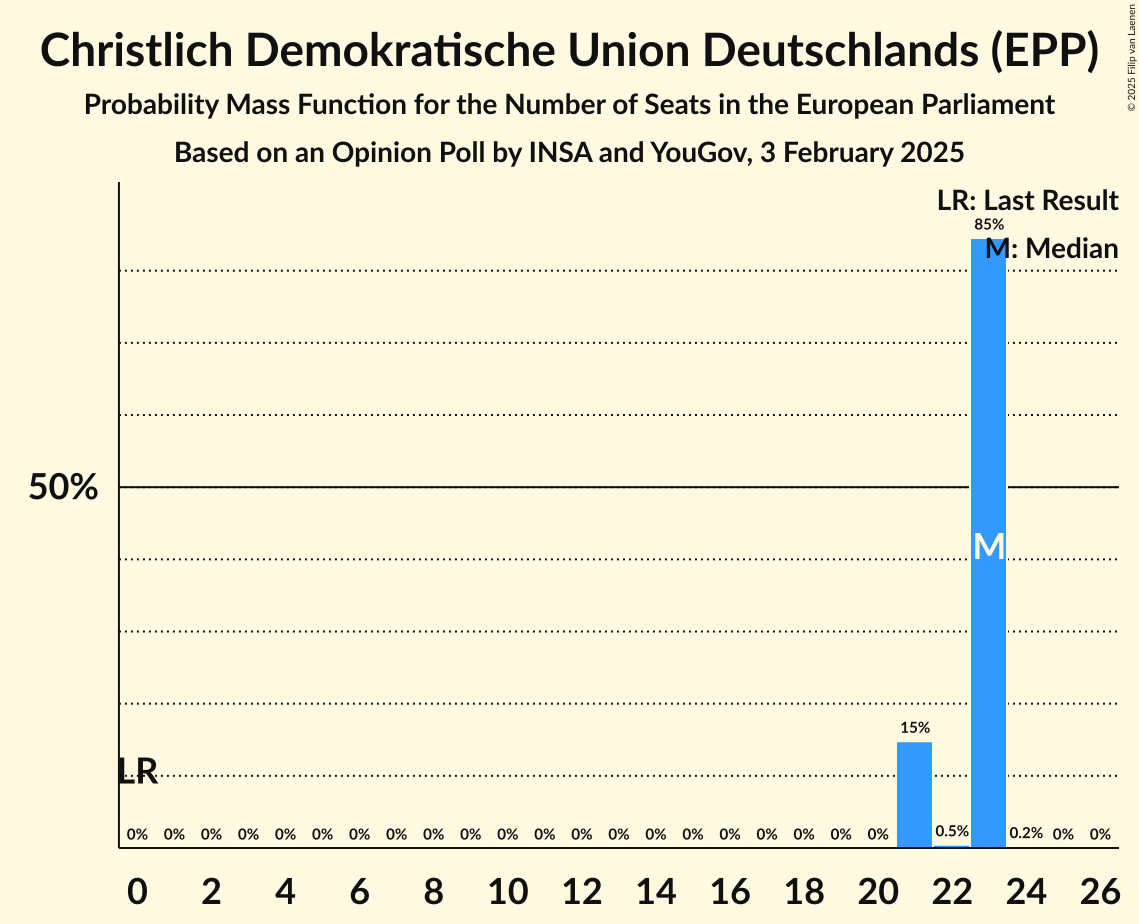 Christlich Demokratische Union Deutschlands (EPP)
Probability Mass Function for the Number of Seats in the European Parliament
Based on an Opinion Poll by INSA and YouGov, 3 February 2025
© 2025 Filip van Laenen
LR: Last Result
85%
M: Median
50%
M
15%
LR
0% 0% 0% 0% 0% 0% 0% 0% 0% 0% 0% 0% 0% 0% 0% 0% 0% 0% 0% 0% 0% 0.5% 0.2% 0% 0%
0 2 4 6 8 10 12 14 16 18 20 22 24 26